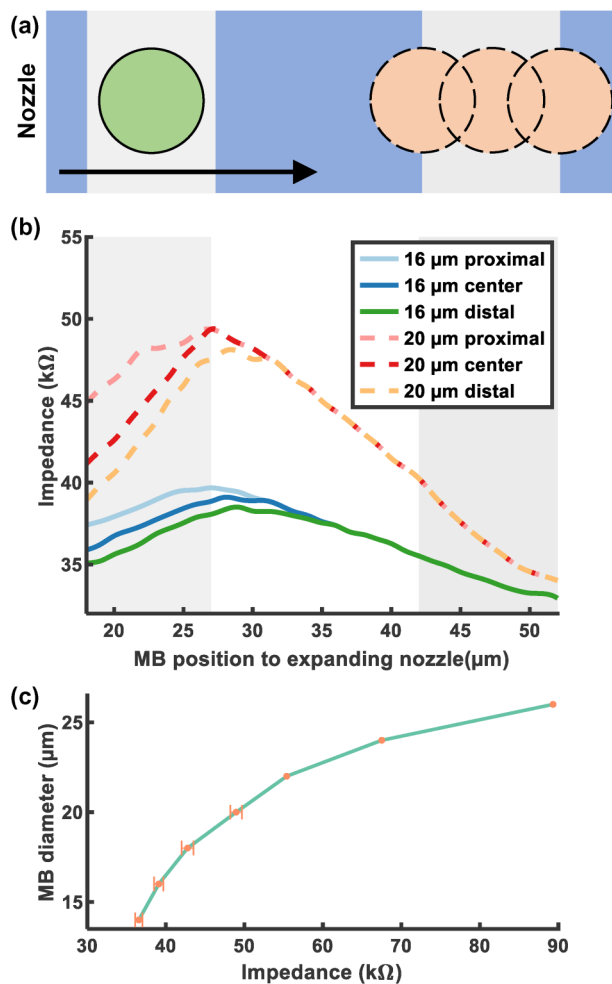 (a)
Nozzle
(b)
55
50
45
40
35
Impedance (kΩ)
16 µm proximal
16 µm center
16 µm distal
20 µm proximal
20 µm center
20 µm distal
20 25 30 35 40 45 50
MB position to expanding nozzle(µm)
(c)
25
20
15
MB diameter (µm)
30 40 50 60 70 80 90
Impedance (kΩ)